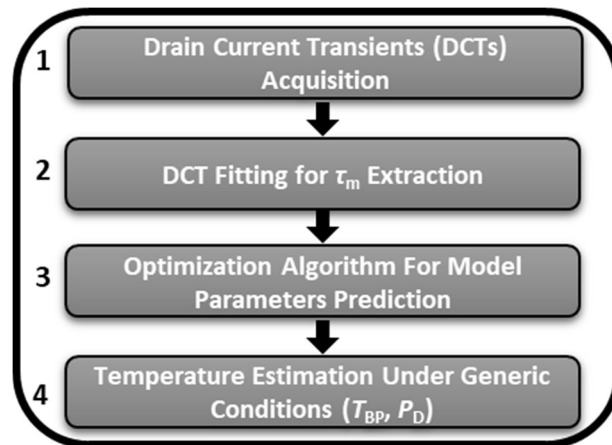 1
Drain Current Transients (DCTs)
Acquisition
2
DCT Fitting for τm Extraction
3
Optimization Algorithm For Model
Parameters Prediction
4
Temperature Estimation Under Generic
Conditions (TBP, PD)